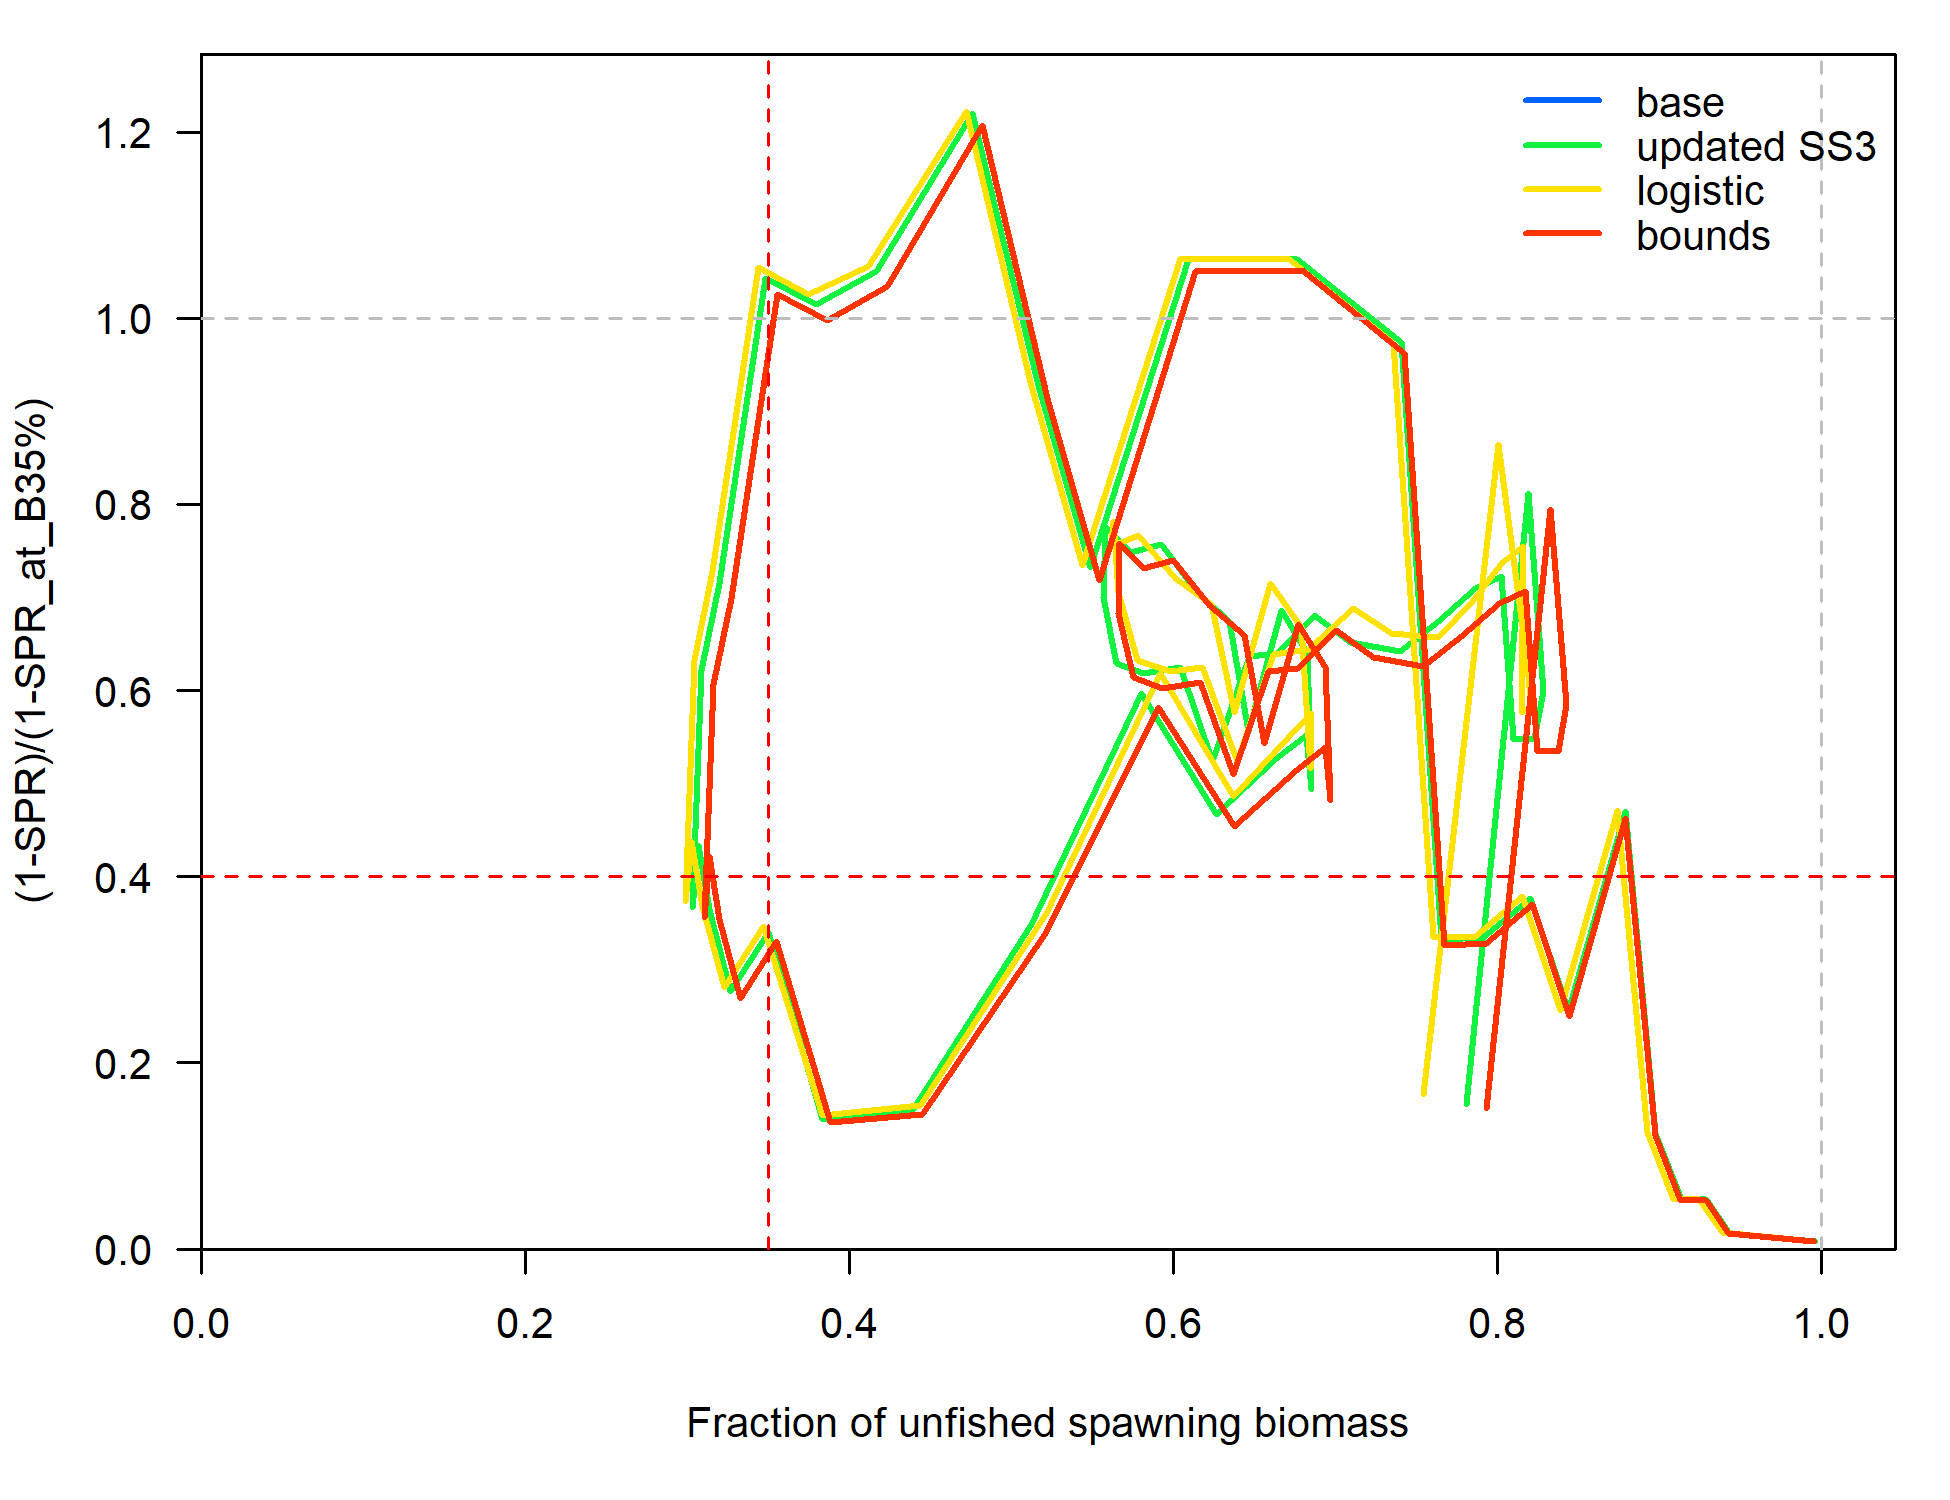 base
updated SS3
logistic
bounds
1.2
1.0
0.8
0.6
0.4
0.2
0.0
(1-SPR)/(1-SPR_at_B35%)
0.0 0.2 0.4 0.6 0.8 1.0
Fraction of unfished spawning biomass